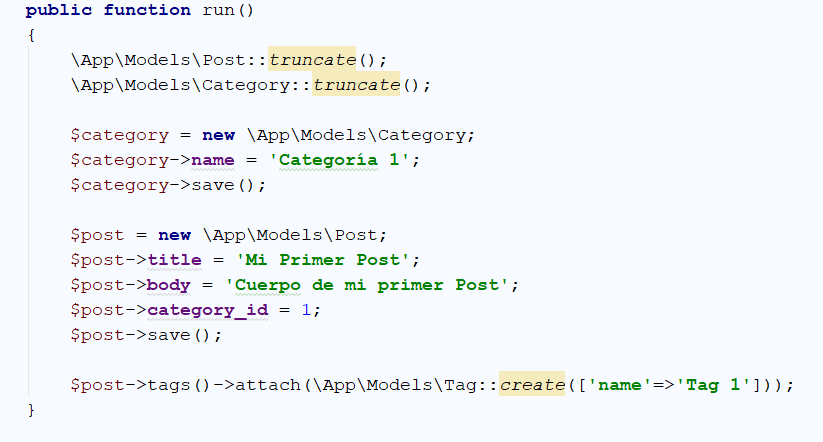 public function run()
{
    \App\Models\Post::truncate();
    \App\Models\Category::truncate();

    $category = new \App\Models\Category;
    $category->name = 'Categoría 1';
    $category->save();

    $post = new \App\Models\Post;
    $post->title = 'Mi Primer Post';
    $post->body = 'Cuerpo de mi primer Post';
    $post->category_id = 1;
    $post->save();

    $post->tags()->attach(\App\Models\Tag::create(['name'=>'Tag 1']));
}